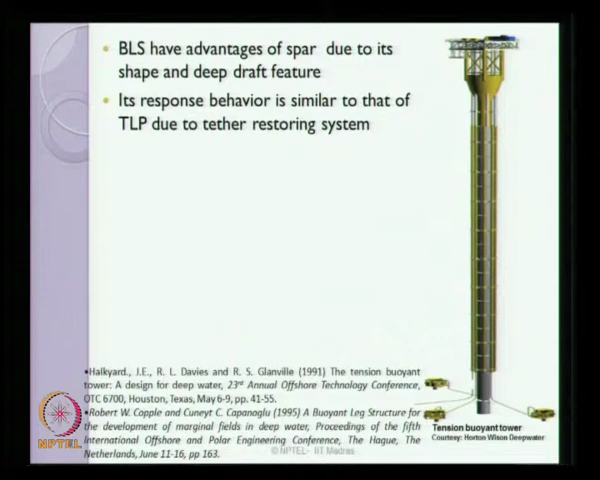 • BLS have advantages of spar due to its
shape and deep draft feature
• Its response behavior is similar to that of
TLP due to tether restoring system
•Halkyard., J.E., R. L. Davies and R. S. Glanville (1991) The tension buoyant
tower: A design for deep water, 23rd Annual Offshore Technology Conference,
OTC 6700, Houston, Texas, May 6-9, pp. 41-55.
•Robert W. Copple and Cuneyt C. Capanoglu (1995) A Buoyant Leg Structure for
the development of marginal fields in deep water, Proceedings of the fifth
International Offshore and Polar Engineering Conference, The Hague, The
Netherlands, June 11-16, pp 163.
Tension buoyant tower
Courtesy: Horton Wison Deepwater
NPTEL
© NPTEL- IIT Madras